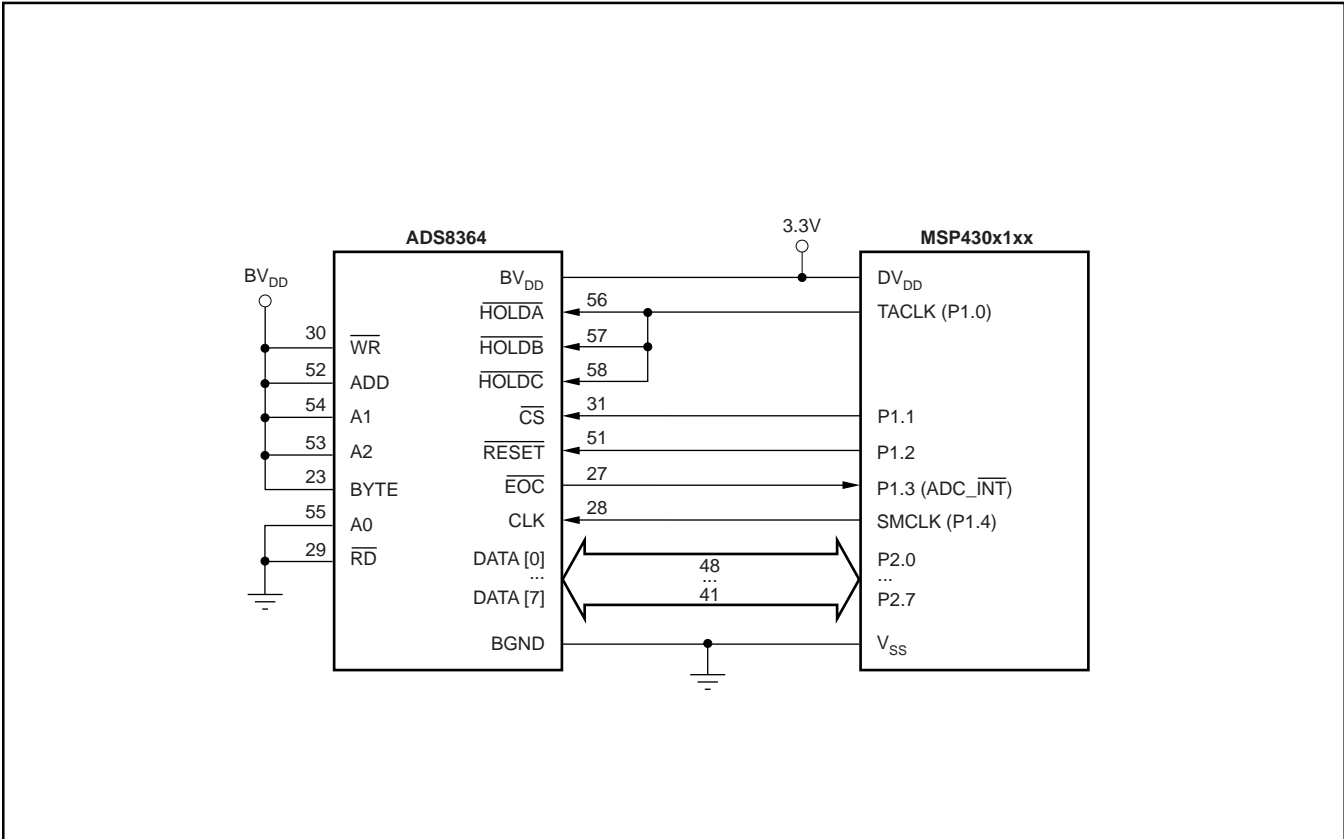 ADS8364
3.3V
MSP430x1xx
BVDD
30 WR
52 ADD
54 A1
53 A2
23 BYTE
55 A0
29 RD
BVDD
HOLDA 56
HOLDB 57
HOLDC 58
CS 31
RESET 51
EOC 27
CLK 28
DATA [0]
...
DATA [7]
48
...
41
BGND
DVDD
TACLK (P1.0)
P1.1
P1.2
P1.3 (ADC_INT)
SMCLK (P1.4)
P2.0
...
P2.7
VSS